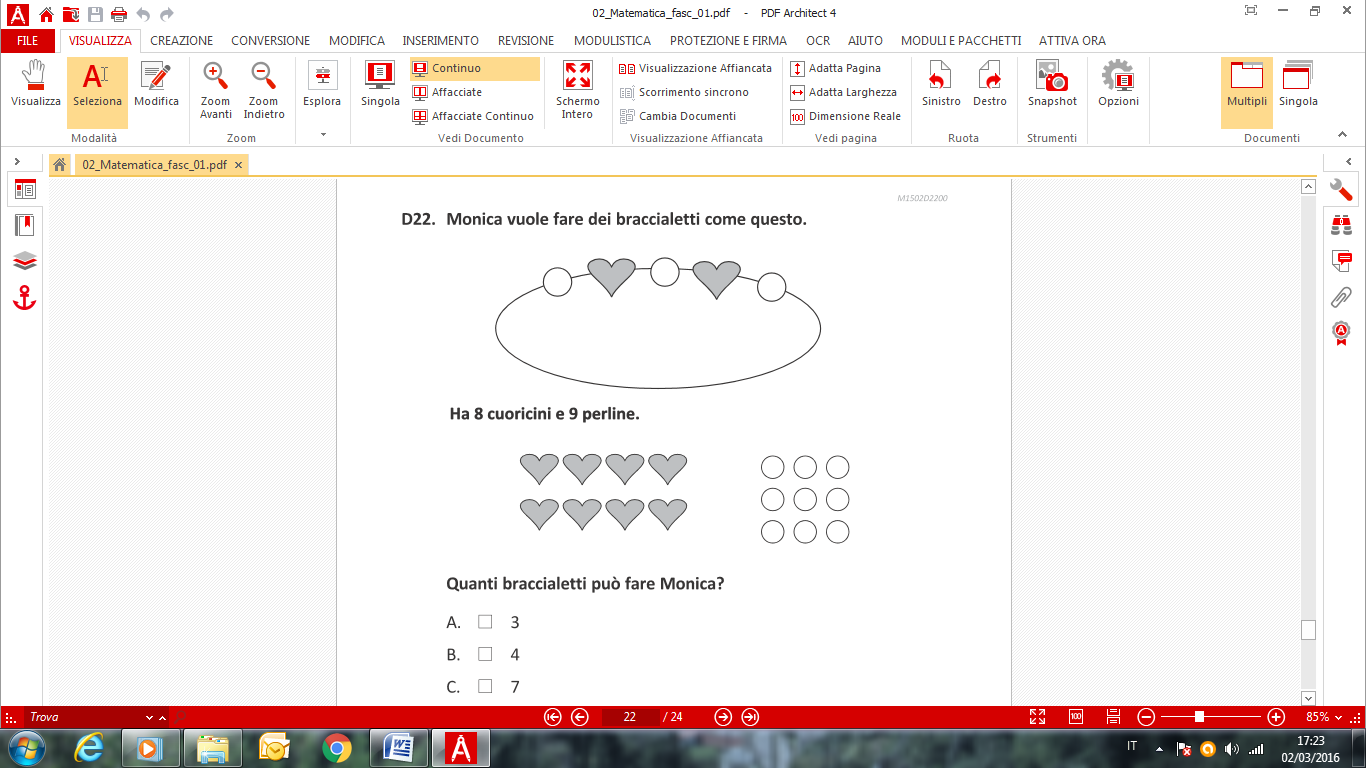 02_Matematica_fasc_01.pdf - PDF Architect 4
FILE VISUALIZZA CREAZIONE CONVERSIONE MODIFICA INSERIMENTO REVISIONE MODULISTICA PROTEZIONE E FIRMA OCR AIUTO MODULI E PACCHETTI ATTIVA ORA
Visualizza
Seleziona
Modifica
Modalità
Zoom Avanti
Zoom Indietro
Zoom
Esplora
Singola
Continuo
Affacciate
Affacciate Continuo
Vedi Documento
Schermo Intero
Visualizzazione Affiancata
Scorrimento sincrono
Cambia Documenti
Visualizzazione Affiancata
Adatta Pagina
Adatta Larghezza
100 Dimensione Reale
Vedi pagina
Sinistro
Destro
Ruota
Snapshot
Strumenti
Opzioni
Multipli
Singola
Documenti
02_Matematica_fasc_01.pdf
M1502D2200
D22. Monica vuole fare dei braccialetti come questo.
Ha 8 cuoricini e 9 perline.
Quanti braccialetti può fare Monica?
A. 3
B. 4
C. 7
Trova
22 / 24
100
85%
IT
17:23
02/03/2016